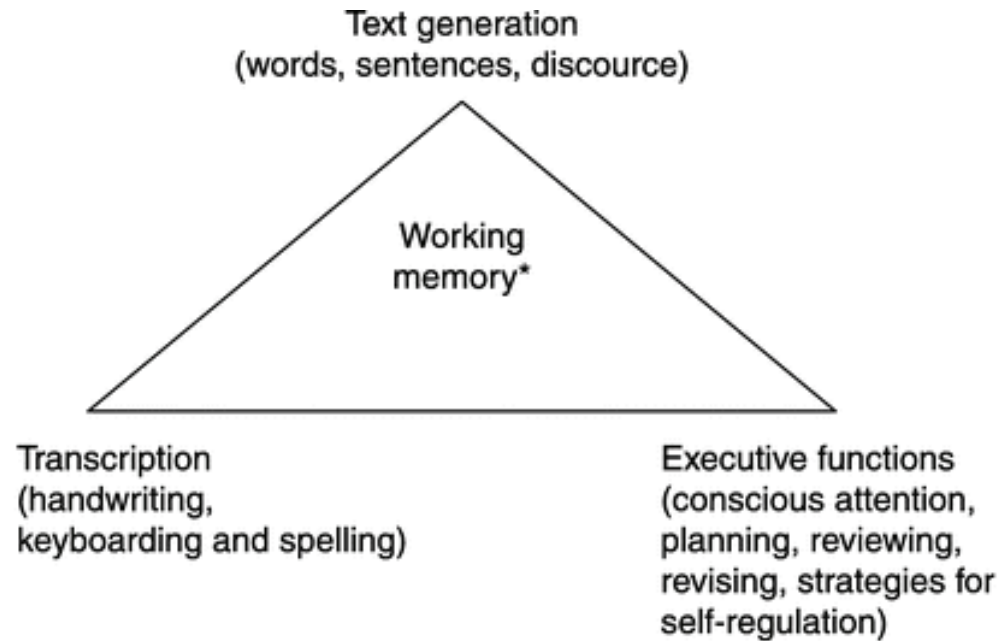 Text generation
(words, sentences, discource)
Working
memory*
Transcription
(handwriting,
keyboarding and spelling)
Executive functions
(conscious attention,
planning, reviewing,
revising, strategies for
self-regulation)